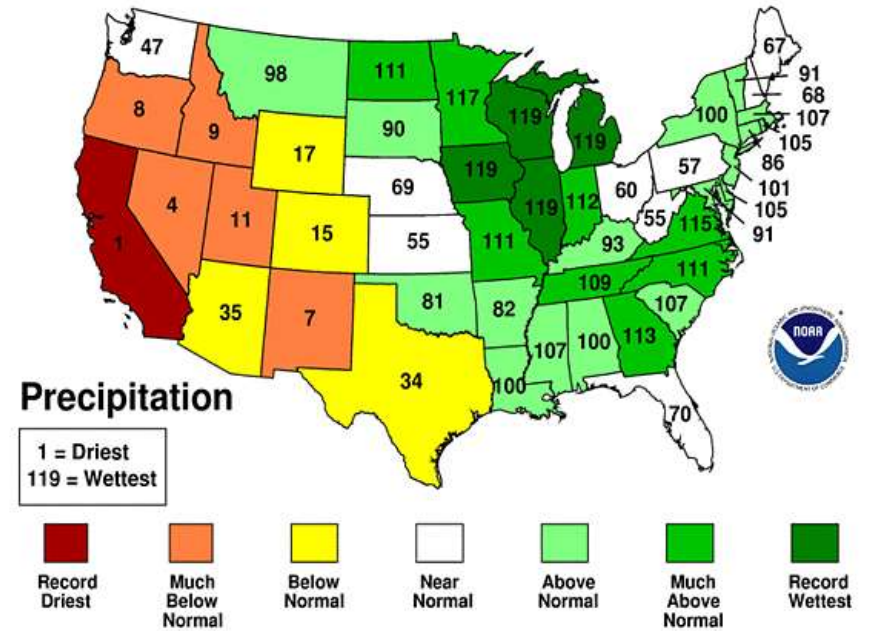 47
67
98
111
117
91
68
107
105
86
101
105
91
8
9
90
119
119
100
17
119
57
69
60
4
11
119
112
55
115
15
55
111
93
1
109
111
35
7
81
82
107
113
107
100
34
100
70
NOAA
Precipitation
1 = Driest
119 = Wettest
Record
Driest
Much
Below
Normal
Below
Normal
Near
Normal
Above
Normal
Much
Above
Normal
Record
Wettest